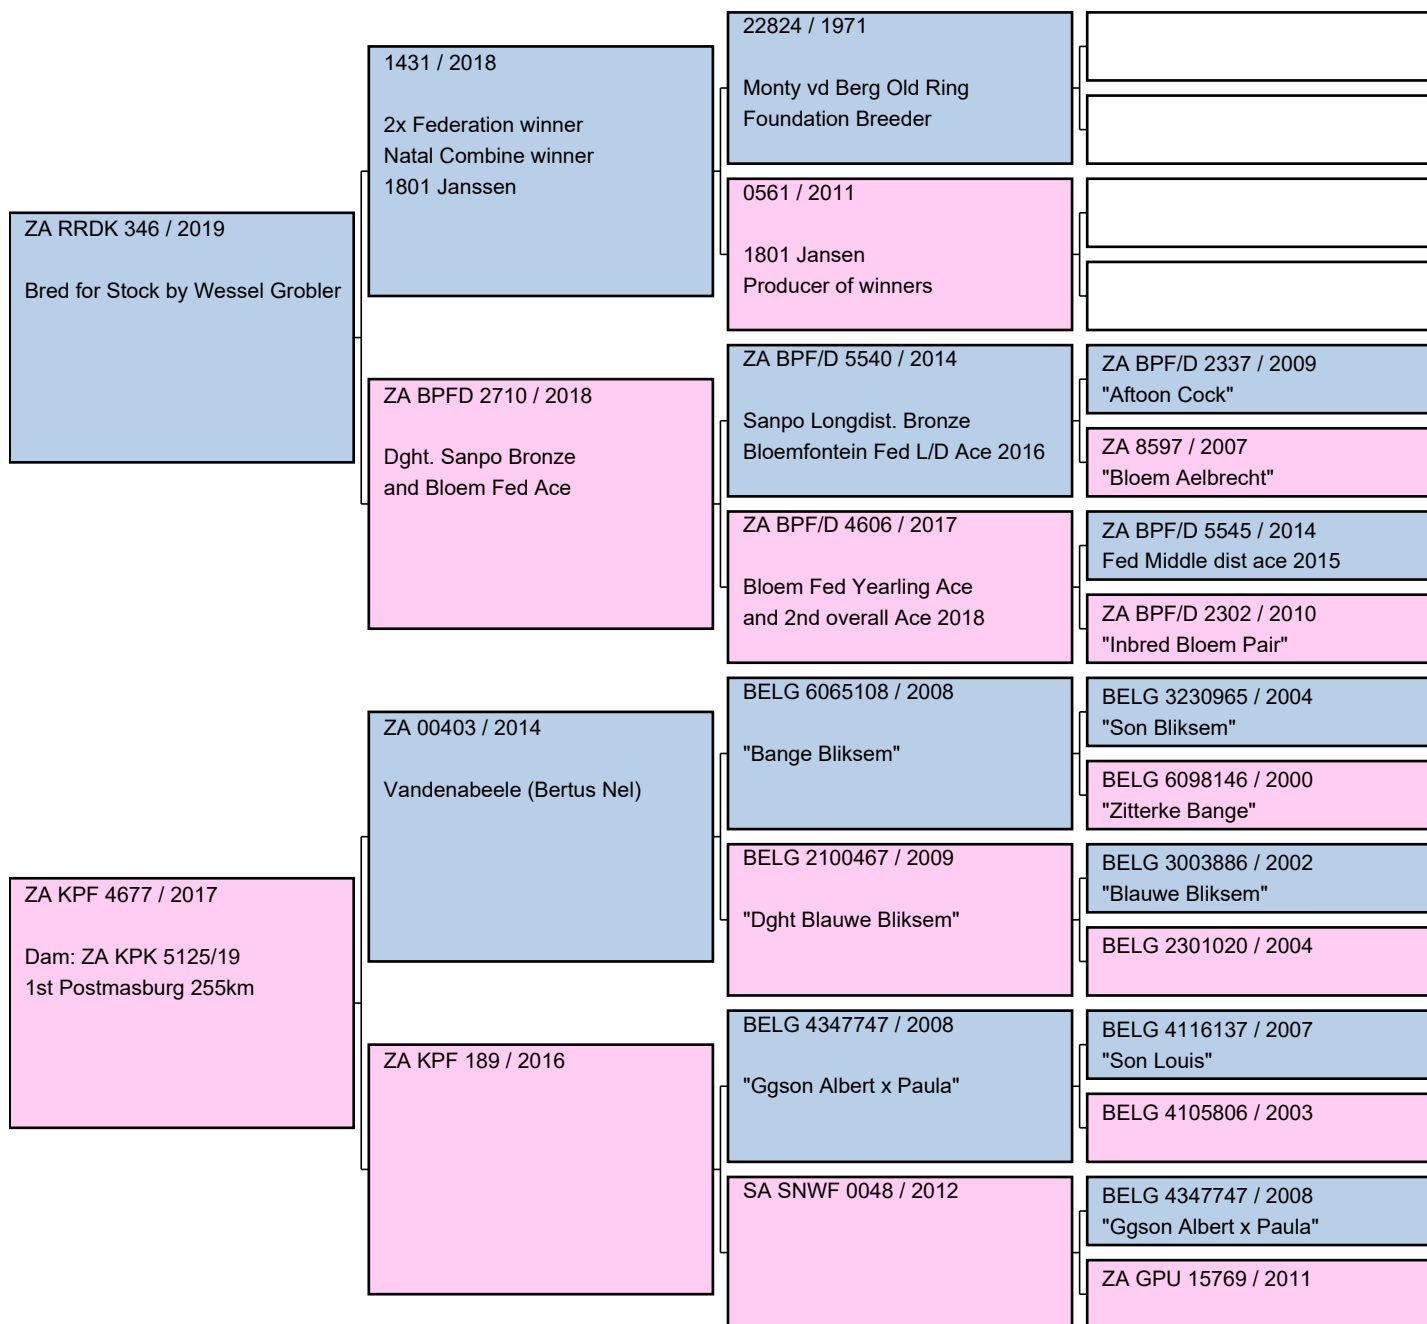 ZA RRDK 346 / 2019
Bred for Stock by Wessel Grobler
ZA KPF 4677 / 2017
Dam: ZA KPK 5125/19
1st Postmasburg 255km
1431 / 2018
2x Federation winner
Natal Combine winner
1801 Janssen
ZA BPFD 2710 / 2018
Dght. Sanpo Bronze
and Bloem Fed Ace
ZA 00403 / 2014
Vandenabeele (Bertus Nel)
ZA KPF 189 / 2016
22824 / 1971
Monty vd Berg Old Ring
Foundation Breeder
0561 / 2011
1801 Jansen
Producer of winners
ZA BPF/D 5540 / 2014
Sanpo Longdist. Bronze
Bloemfontein Fed L/D Ace 2016
ZA BPF/D 4606 / 2017
Bloem Fed Yearling Ace
and 2nd overall Ace 2018
BELG 6065108 / 2008
"Bange Bliksem"
BELG 2100467 / 2009
"Dght Blauwe Bliksem"
BELG 4347747 / 2008
"Ggson Albert x Paula"
SA SNWF 0048 / 2012
ZA BPF/D 2337 / 2009
"Aftoon Cock"
ZA 8597 / 2007
"Bloem Aelbrecht"
ZA BPF/D 5545 / 2014
Fed Middle dist ace 2015
ZA BPF/D 2302 / 2010
"Inbred Bloem Pair"
BELG 3230965 / 2004
"Son Bliksem"
BELG 6098146 / 2000
"Zitterke Bange"
BELG 3003886 / 2002
"Blauwe Bliksem"
BELG 2301020 / 2004
BELG 4116137 / 2007
"Son Louis"
BELG 4105806 / 2003
BELG 4347747 / 2008
"Ggson Albert x Paula"
ZA GPU 15769 / 2011